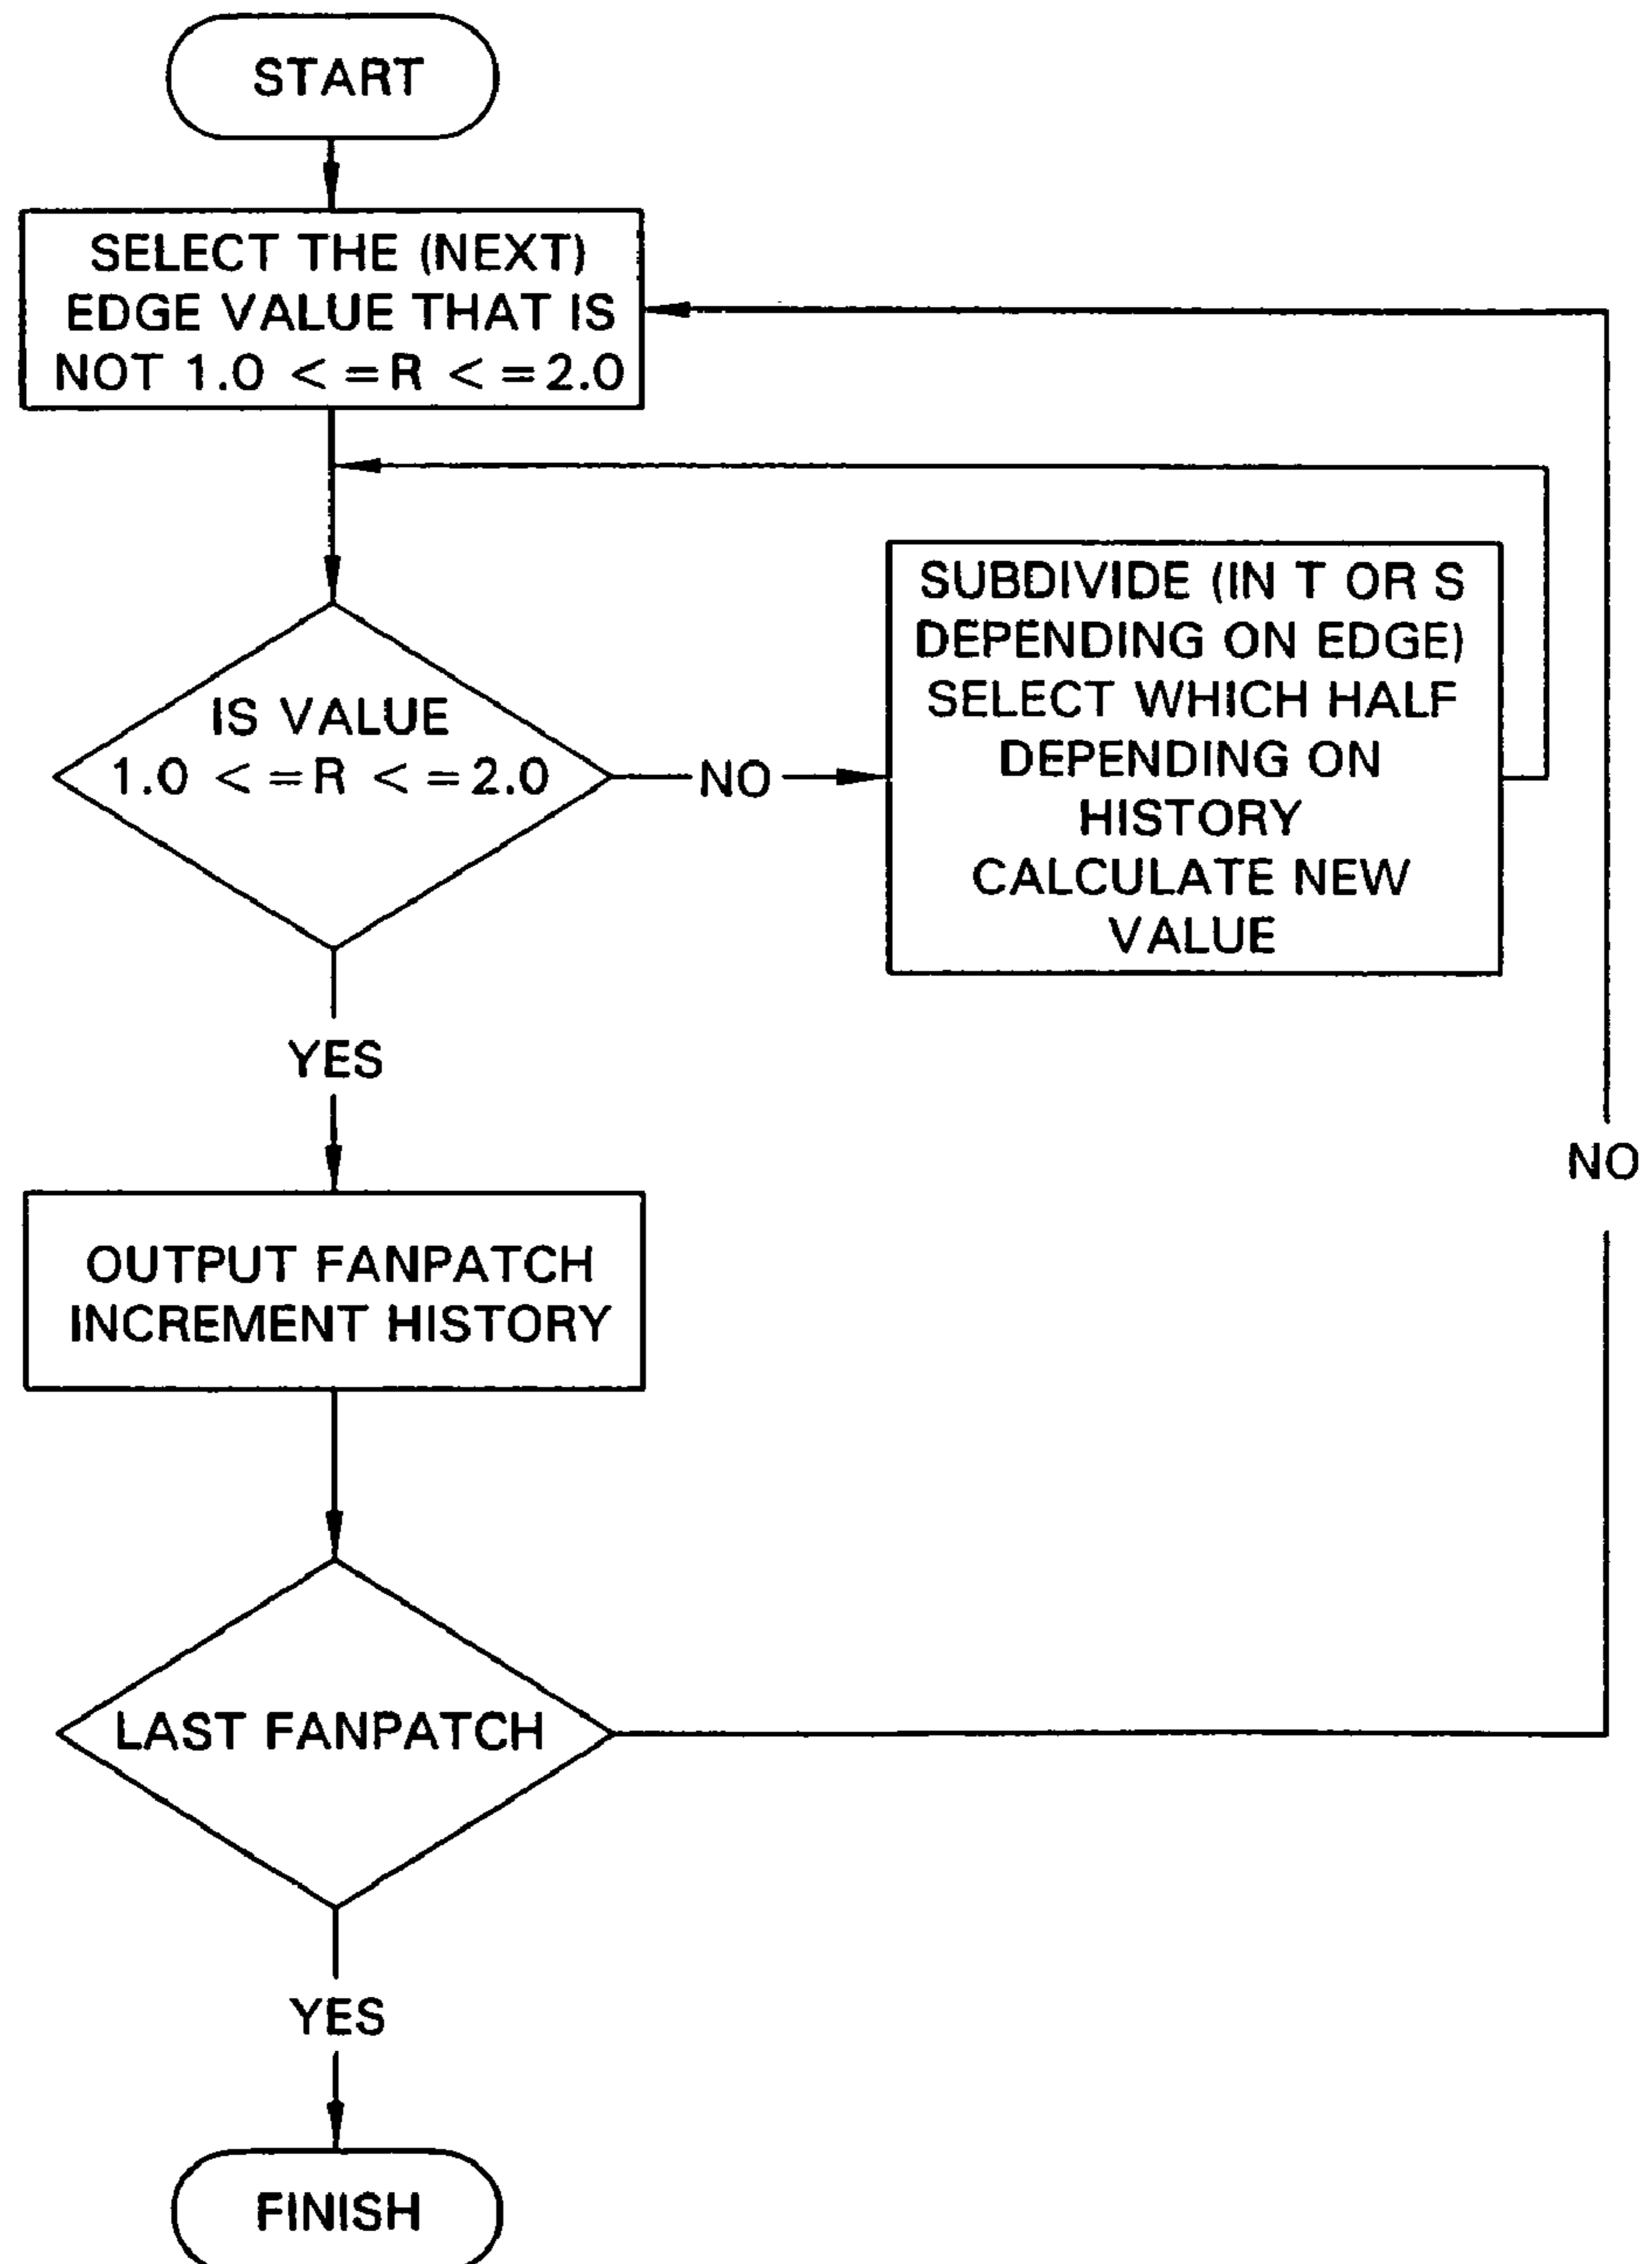 START
SELECT THE (NEXT)
EDGE VALUE THAT IS
NOT 1.0 < =R < =2.0
IS VALUE
1.0 < =R < =2.0
NO
SUBDIVIDE (IN T OR S
DEPENDING ON EDGE)
SELECT WHICH HALF
DEPENDING ON
HISTORY
CALCULATE NEW
VALUE
YES
NO
OUTPUT FANPATCH
INCREMENT HISTORY
LAST FANPATCH
YES
FINISH